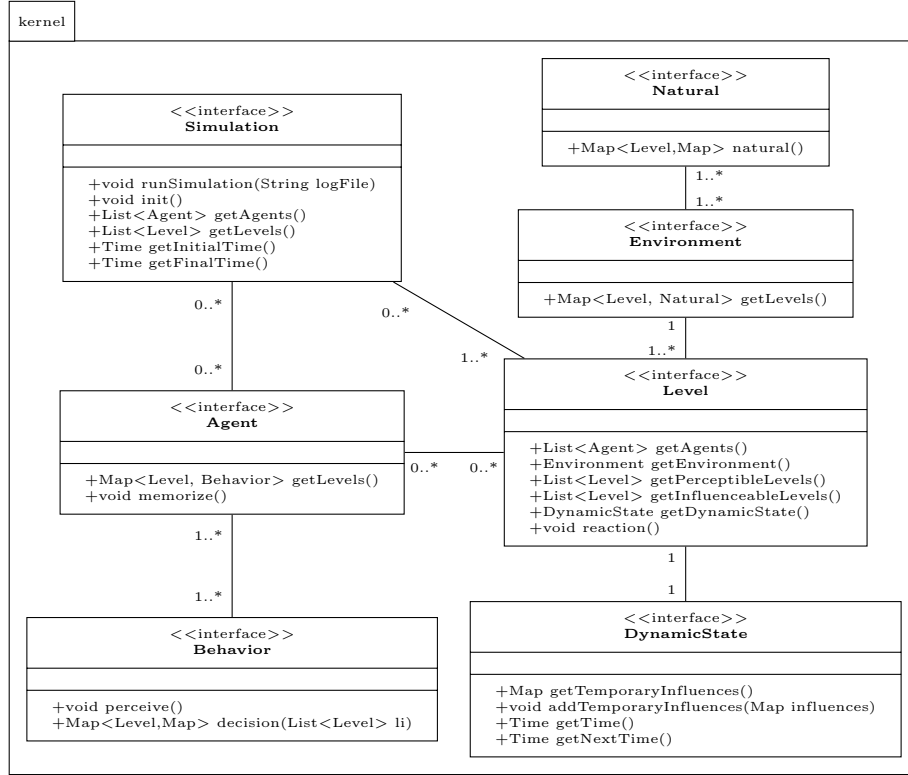 kernel
<<interface>>
Simulation
+void runSimulation(String logFile)
+void init()
+List<Agent> getAgents()
+List<Level> getLevels()
+Time getInitialTime()
+Time getFinalTime()
<<interface>>
Natural
+Map<Level,Map> natural()
1..*
1..*
<<interface>>
Environment
+Map<Level, Natural> getLevels()
1
1..*
0..*
0..*
0..*
1..*
<<interface>>
Agent
+Map<Level, Behavior> getLevels()
+void memorize()
0..*
0..*
<<interface>>
Level
+List<Agent> getAgents()
+Environment getEnvironment()
+List<Level> getPerceptibleLevels()
+List<Level> getInfluenceableLevels()
+DynamicState getDynamicState()
+void reaction()
1..*
1..*
1
1
<<interface>>
Behavior
+void perceive()
+Map<Level,Map> decision(List<Level> li)
<<interface>>
DynamicState
+Map getTemporaryInfluences()
+void addTemporaryInfluences(Map influences)
+Time getTime()
+Time getNextTime()